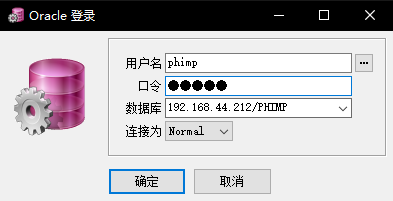 Oracle 登录
用户名 phimp
口令 ●●●●●
数据库 192.168.44.212/PHIMP
连接为 Normal
确定 取消